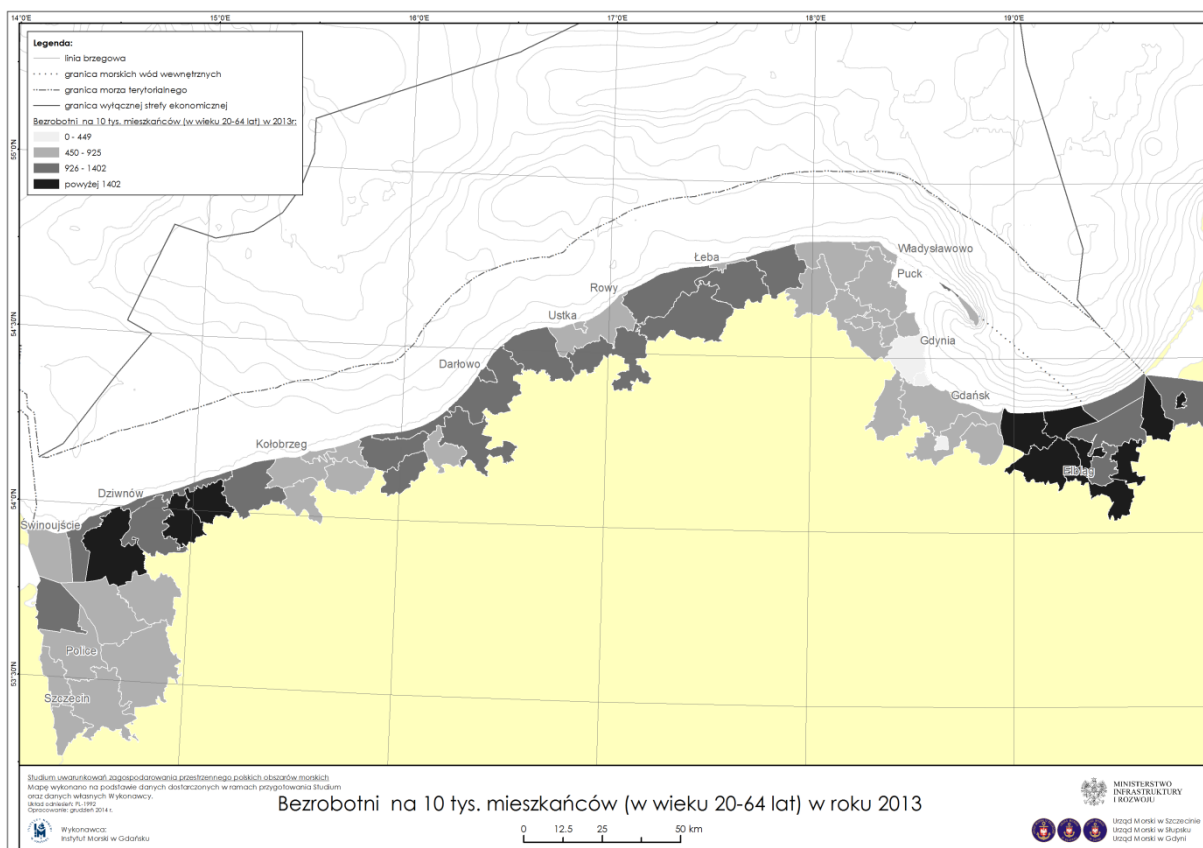 14°0'E 15°0'E 16°0'E 17°0'E 18°0'E 19°0'E
Legenda:
linia brzegowa
granica morskich wód wewnętrznych
granica morza terytorialnego
granica wyłącznej strefy ekonomicznej
Bezrobotni na 10 tys. mieszkańców (w wieku 20-64 lat) w 2013r:
0 - 449
450 - 925
926 - 1402
powyżej 1402
55°0'N
54°30'N
54°0'N
53°30'N
Władysławowo
Łeba
Puck
Rowy
Ustka
Gdynia
Darłowo
Gdańsk
Kołobrzeg
Elbląg
Dziwnów
Świnoujście
Police
Szczecin
Studium uwarunkowań zagospodarowania przestrzennego polskich obszarów morskich
Mapę wykonano na podstawie danych dostarczonych w ramach przygotowania Studium
oraz danych własnych Wykonawcy.
Układ odniesień: PL-1992
Opracowanie: grudzień 2014 r.
Wykonawca:
Instytut Morski w Gdańsku
Bezrobotni na 10 tys. mieszkańców (w wieku 20-64 lat) w roku 2013
0 12.5 25 50 km
MINISTERSTWO
INFRASTRUKTURY
I ROZWOJU
Urząd Morski w Szczecinie
Urząd Morski w Słupsku
Urząd Morski w Gdyni